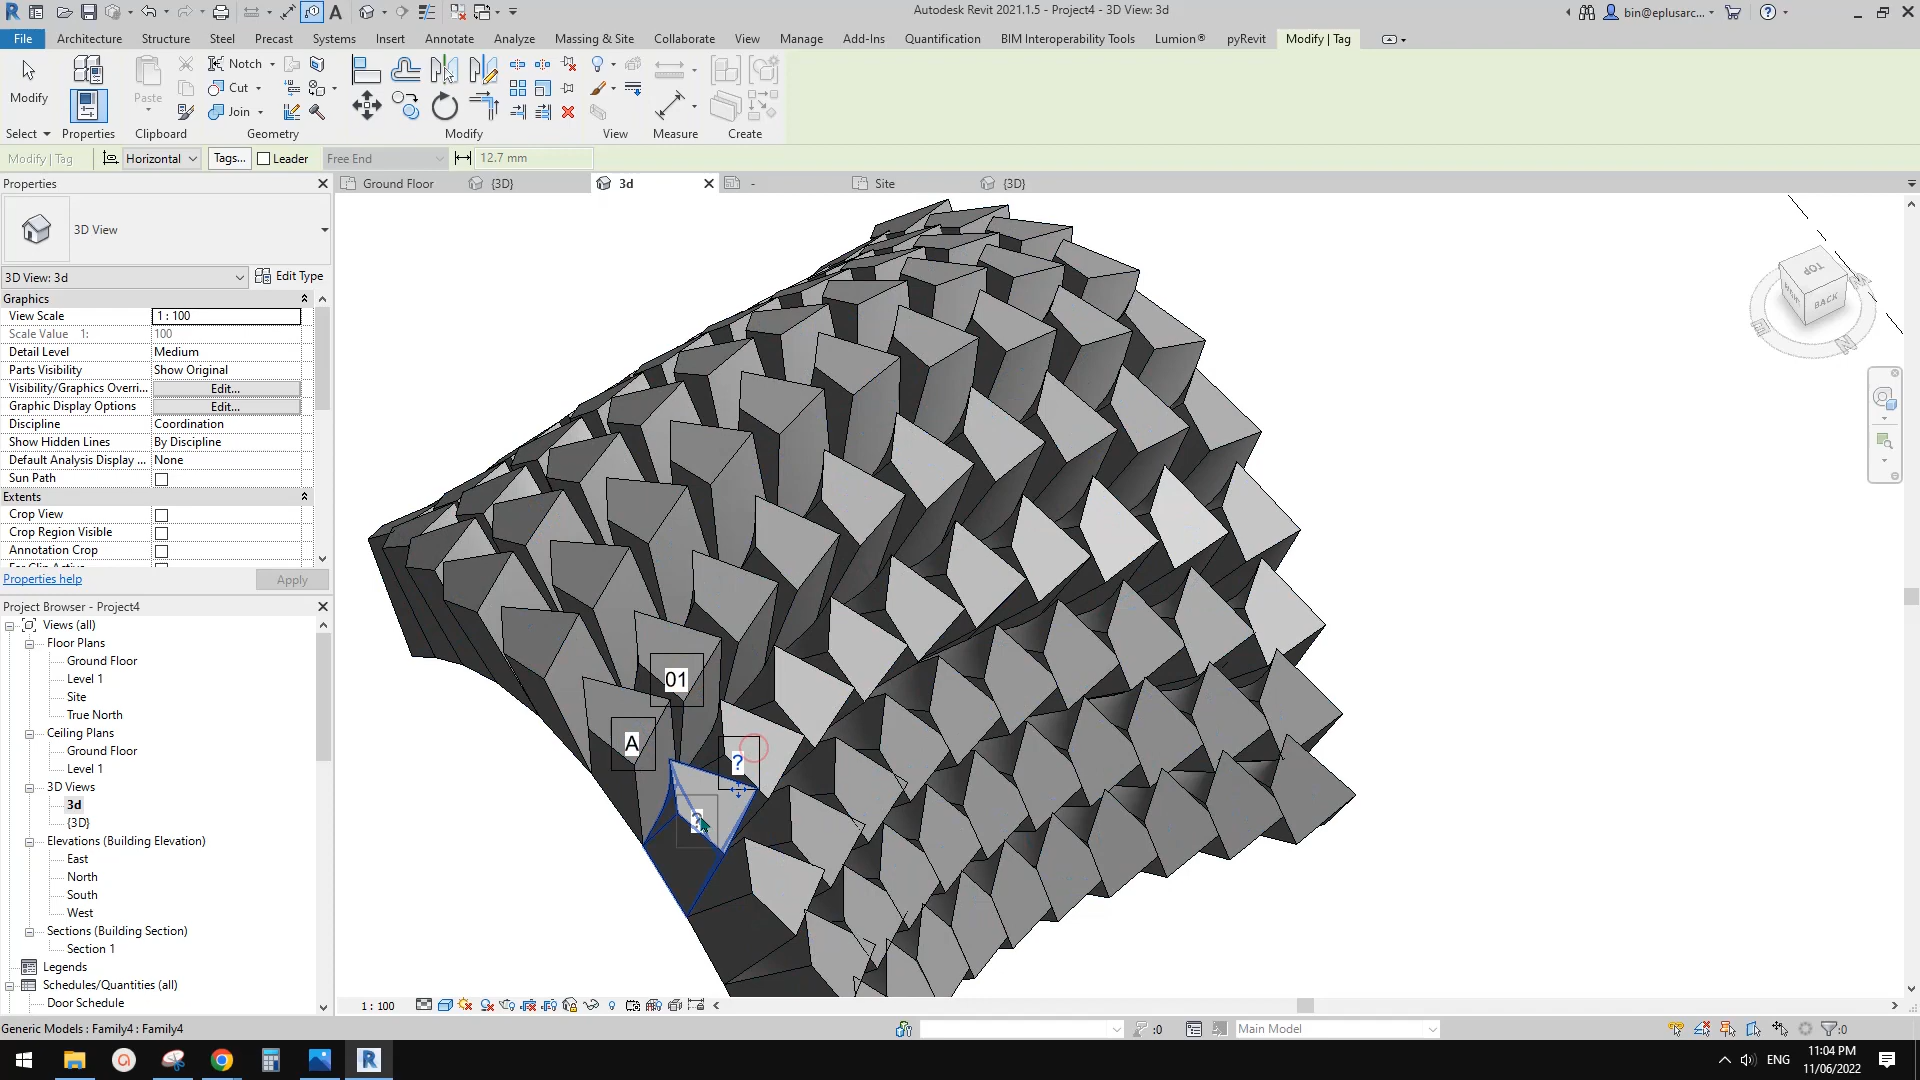 Autodesk Revit 2021.1.5 - Project4 - 3D View: 3d
bin@eplusarc...
File Architecture Structure Steel Precast Systems Insert Annotate Analyze Massing & Site Collaborate View Manage Add-Ins Quantification BIM Interoperability Tools Lumion® pyRevit Modify | Tag
Modify
Paste
Notch
Cut
Join
Select Properties Clipboard Geometry Modify View Measure Create
Modify | Tag Horizontal Tags... Leader Free End 12.7 mm
Properties
Ground Floor {3D} 3d - Site {3D}
3D View
3D View: 3d Edit Type
Graphics
View Scale 1 : 100
Scale Value 1: 100
Detail Level Medium
Parts Visibility Show Original
Visibility/Graphics Overri... Edit...
Graphic Display Options Edit...
Discipline Coordination
Show Hidden Lines By Discipline
Default Analysis Display ... None
Sun Path
Extents
Crop View
Crop Region Visible
Annotation Crop
Properties help Apply
Project Browser - Project4
Views (all)
Floor Plans
Ground Floor
Level 1
Site
True North
Ceiling Plans
Ground Floor
Level 1
3D Views
3d
{3D}
Elevations (Building Elevation)
East
North
South
West
Sections (Building Section)
Section 1
Legends
Schedules/Quantities (all)
Door Schedule
TOP
BACK
E
N
01
A
?
?
1 : 100
Generic Models : Family4 : Family4
:0
Main Model
:0
ENG
11:04 PM
11/06/2022